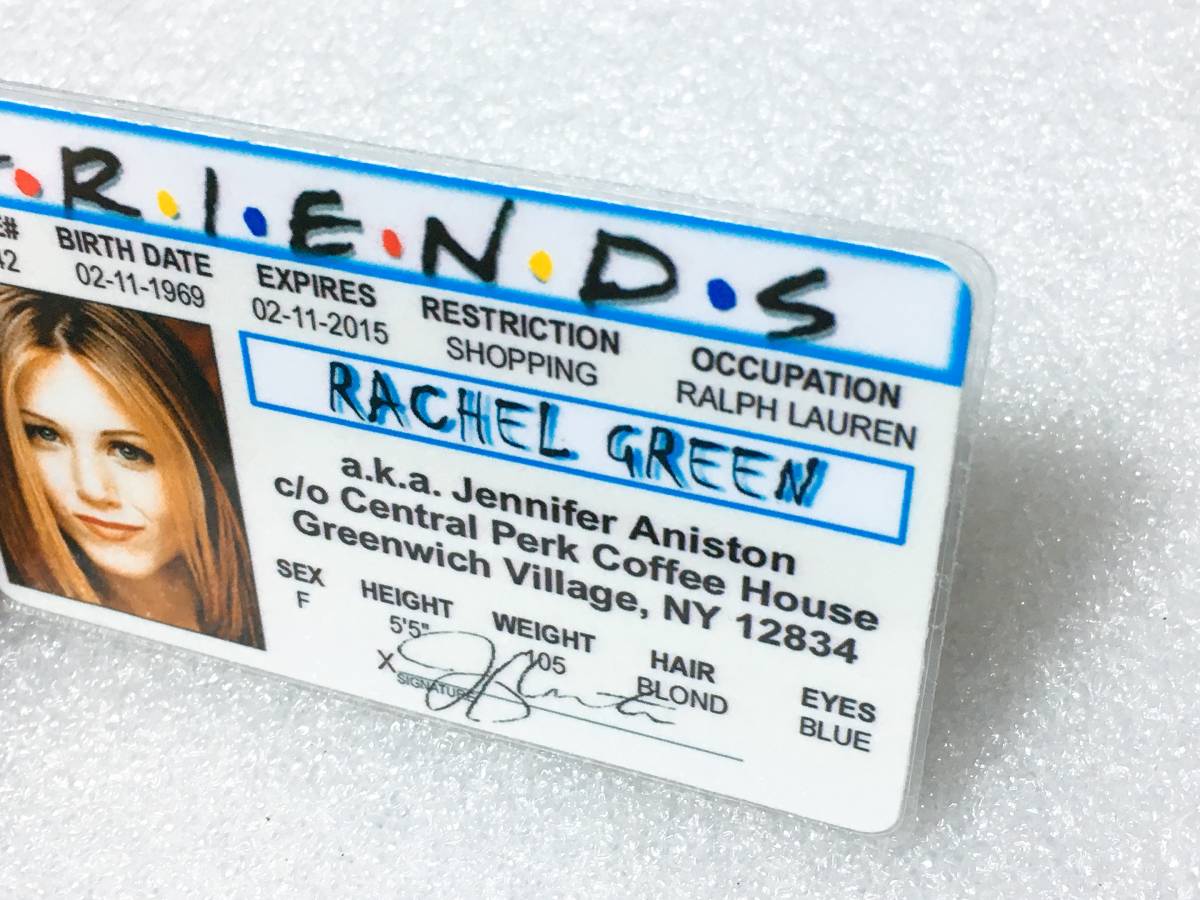 F.R.I.E.N.D.S
E# BIRTH DATE EXPIRES RESTRICTION OCCUPATION
42 02-11-1969 02-11-2015 SHOPPING RALPH LAUREN
RACHEL GREEN
a.k.a. Jennifer Aniston
c/o Central Perk Coffee House
Greenwich Village, NY 12834
SEX HEIGHT WEIGHT HAIR EYES
F 5'5" 105 BLOND BLUE
X
SIGNATURE